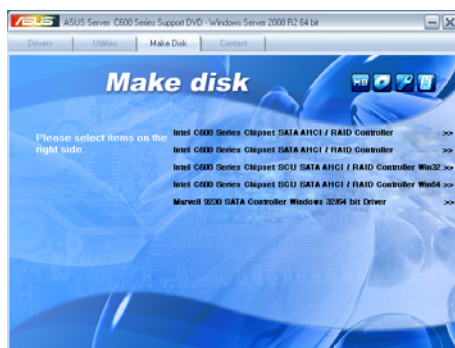 ASUS Server C600 Series Support DVD - Windows Server 2008 R2 64 bit
Drivers
Utilities
Make Disk
Contact
Make disk
Please select items on the
right side.
Intel C600 Series Chipset SATA AHCI / RAID Controller >>
Intel C600 Series Chipset SATA AHCI / RAID Controller >>
Intel C600 Series Chipset SCU SATA AHCI / RAID Controller Win32 >>
Intel C600 Series Chipset SCU SATA AHCI / RAID Controller Win64 >>
Marvell 9230 SATA Controller Windows 32/64 bit Driver >>